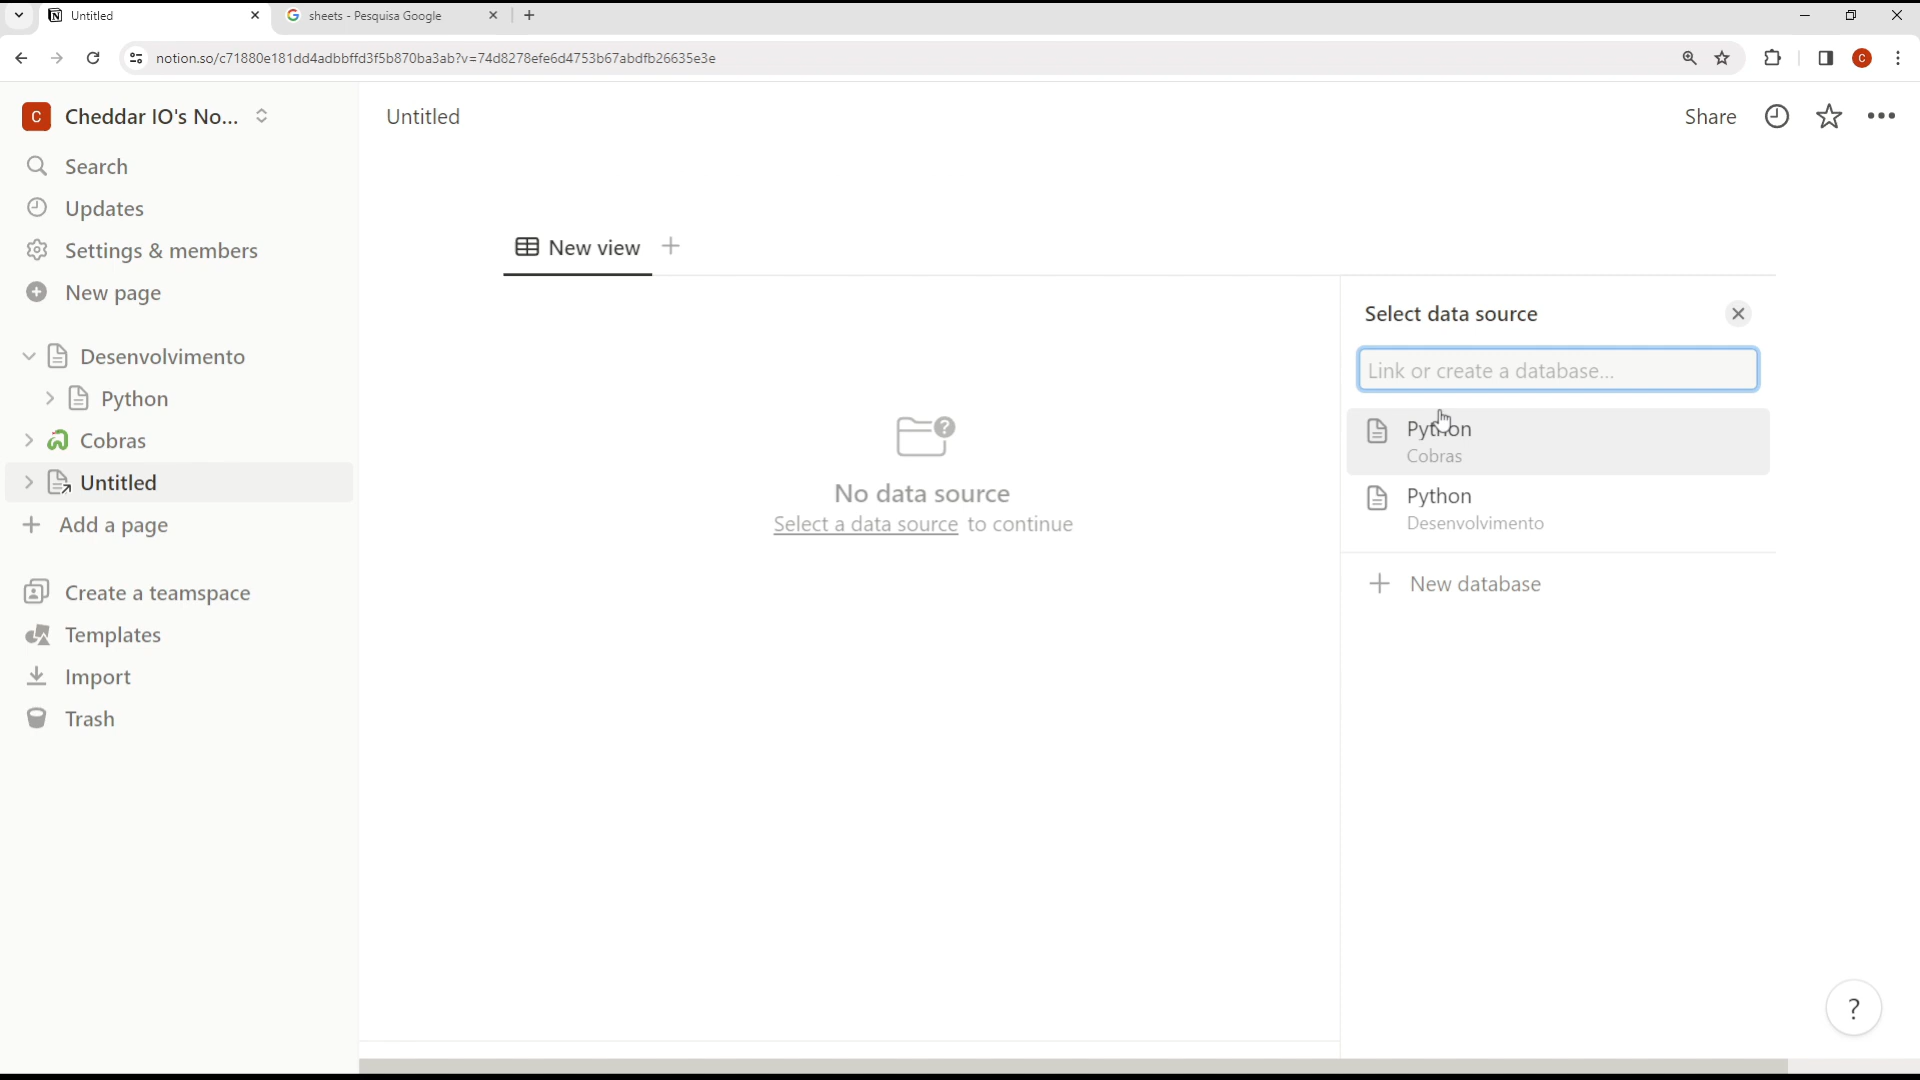 Untitled
sheets - Pesquisa Google
notion.so/c71880e181dd4adbbffd3f5b870ba3ab?v=74d8278efe6d4753b67abdfb26635e3e
C
C Cheddar IO's No...
Search
Updates
Settings & members
New page
Desenvolvimento
Python
Cobras
Untitled
Add a page
Create a teamspace
Templates
Import
Trash
Untitled
Share
New view
No data source
Select a data source to continue
Select data source
Link or create a database...
Python
Cobras
Python
Desenvolvimento
New database
?